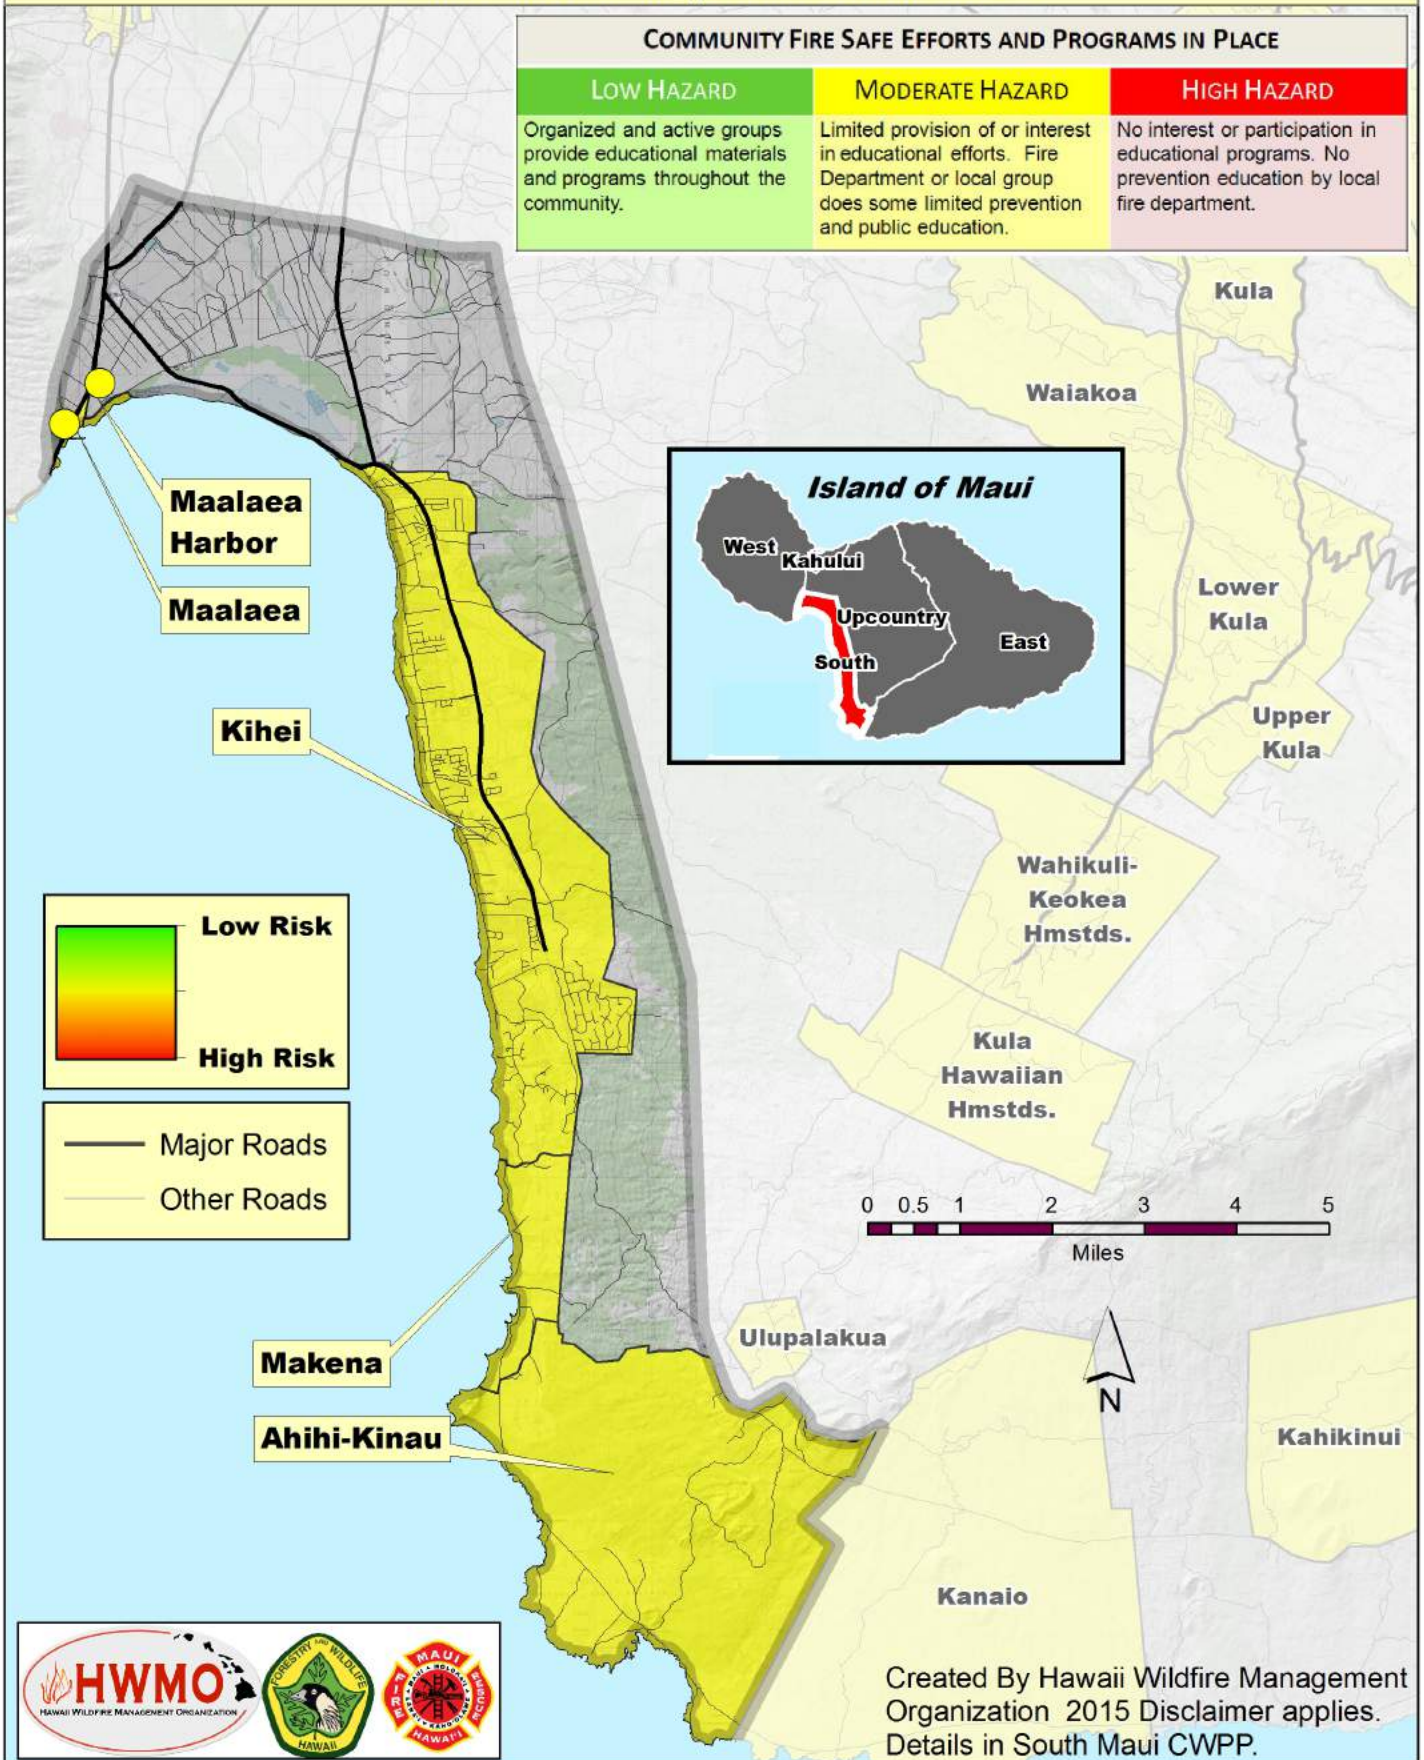 COMMUNITY FIRE SAFE EFFORTS AND PROGRAMS IN PLACE
LOW HAZARD
Organized and active groups
provide educational materials
and programs throughout the
community.
MODERATE HAZARD
Limited provision of or interest
in educational efforts. Fire
Department or local group
does some limited prevention
and public education.
HIGH HAZARD
No interest or participation in
educational programs. No
prevention education by local
fire department.
Kula
Waiakoa
Island of Maui
West
Kahului
Upcountry
East
South
Maalaea
Harbor
Maalaea
Lower
Kula
Upper
Kula
Kihei
Wahikuli-
Keokea
Hmstds.
Low Risk
High Risk
Kula
Hawaiian
Hmstds.
Major Roads
Other Roads
0 0.5 1 2 3 4 5
Miles
Ulupalakua
N
Makena
Ahihi-Kinau
Kahikinui
Kanaio
HWMO
HAWAII WILDFIRE MANAGEMENT ORGANIZATION
FORESTRY AND WILDLIFE
HAWAII
MAUI
FIRE
RESCUE
HAWAI'I
Created By Hawaii Wildfire Management
Organization 2015 Disclaimer applies.
Details in South Maui CWPP.